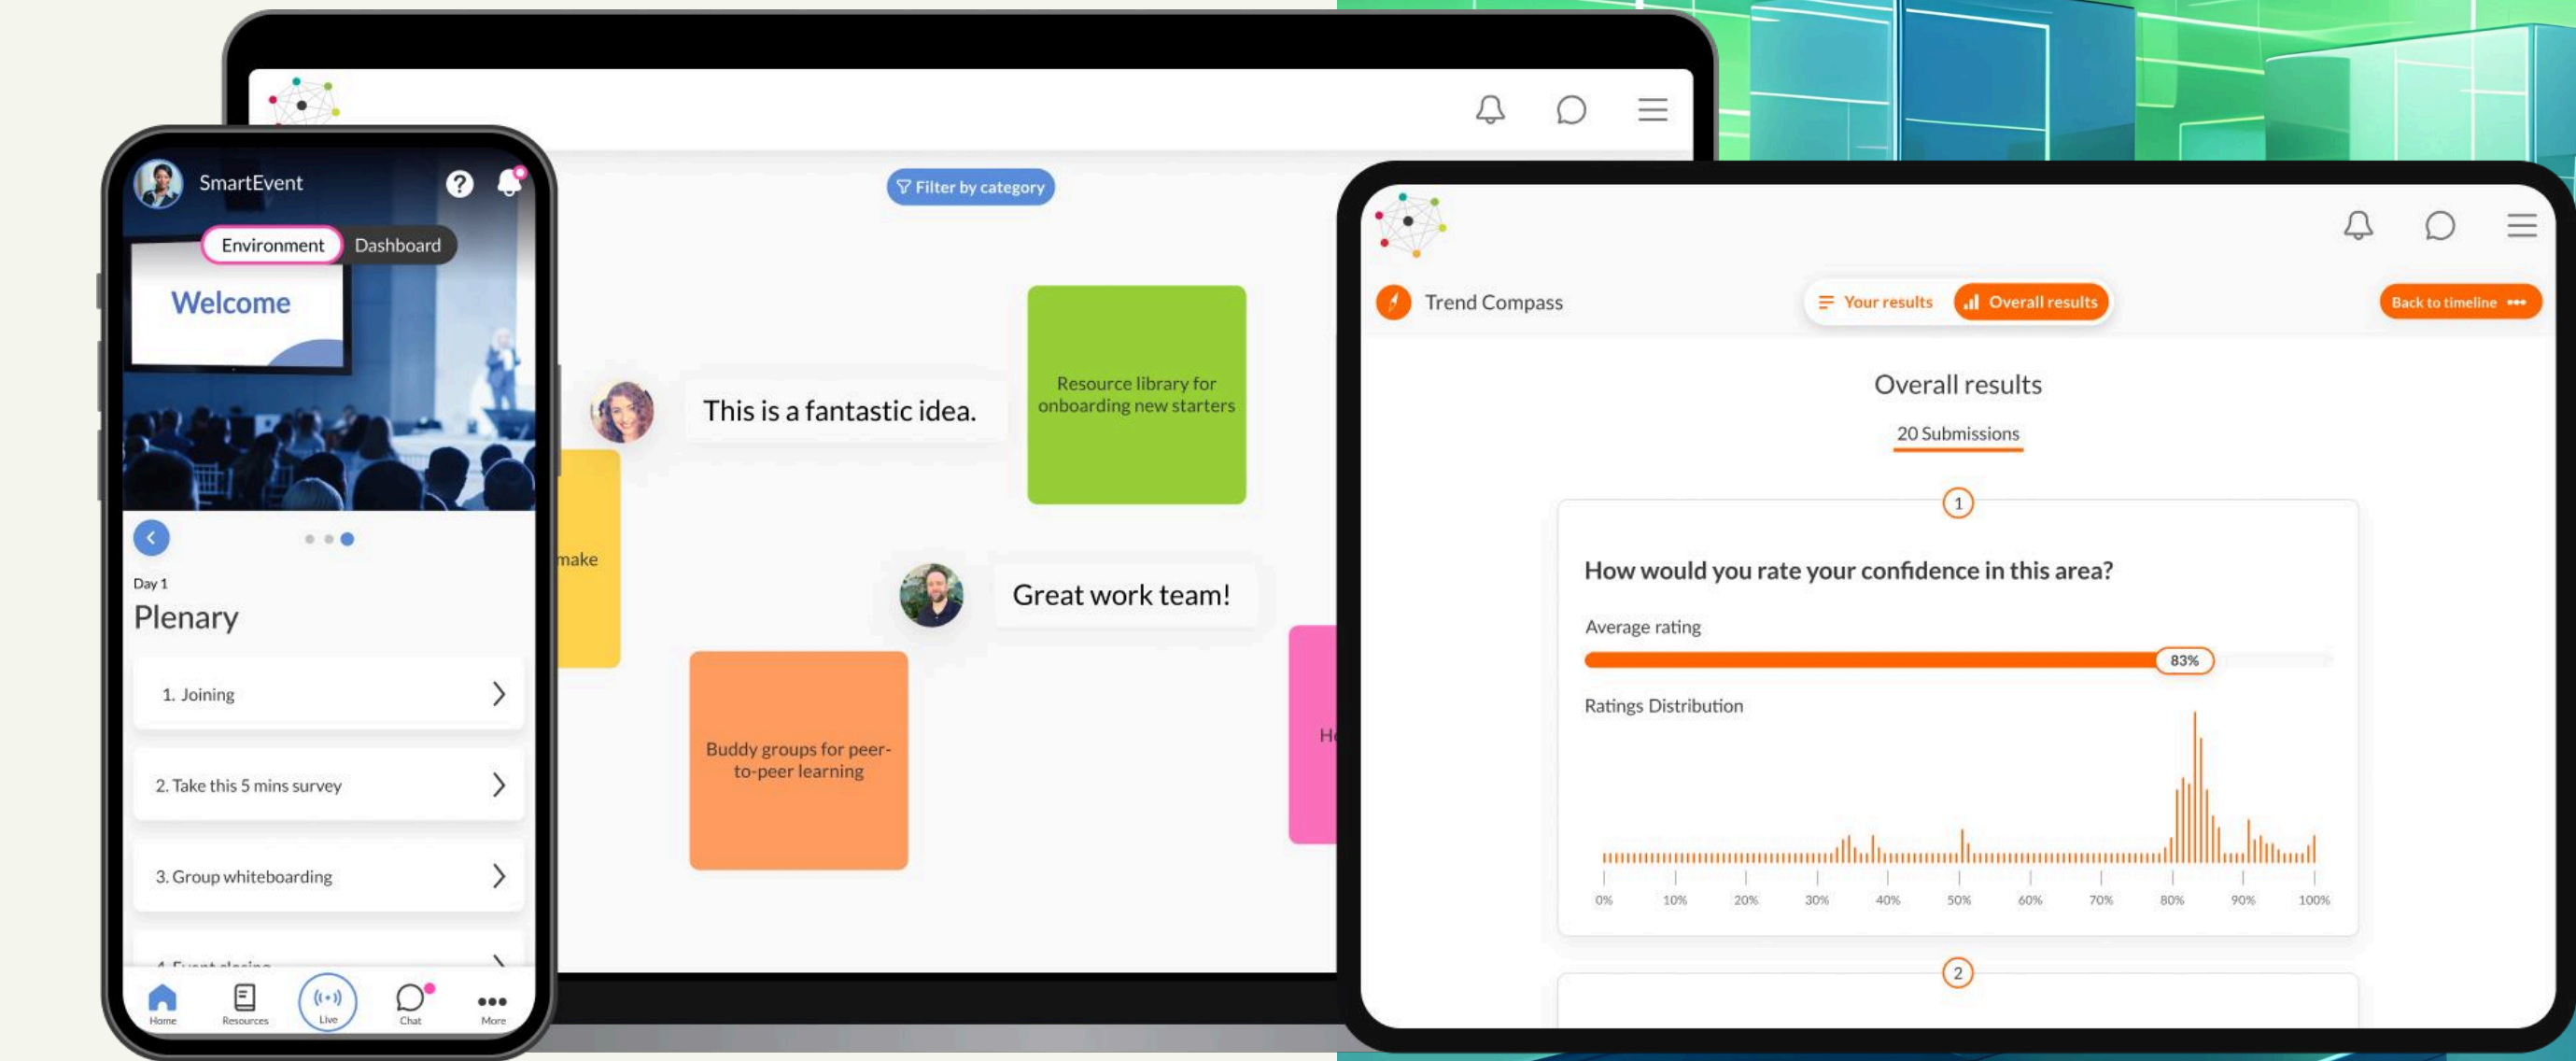 SmartEvent
Environment
Dashboard
Welcome
Day 1
Plenary
1. Joining
2. Take this 5 mins survey
3. Group whiteboarding
4. Event closing
Home
Resources
Live
Chat
More
Filter by category
This is a fantastic idea.
Resource library for
onboarding new starters
make
Great work team!
Buddy groups for peer-
to-peer learning
Trend Compass
Your results
Overall results
Back to timeline
Overall results
20 Submissions
1
How would you rate your confidence in this area?
Average rating
83%
Ratings Distribution
0% 10% 20% 30% 40% 50% 60% 70% 80% 90% 100%
2